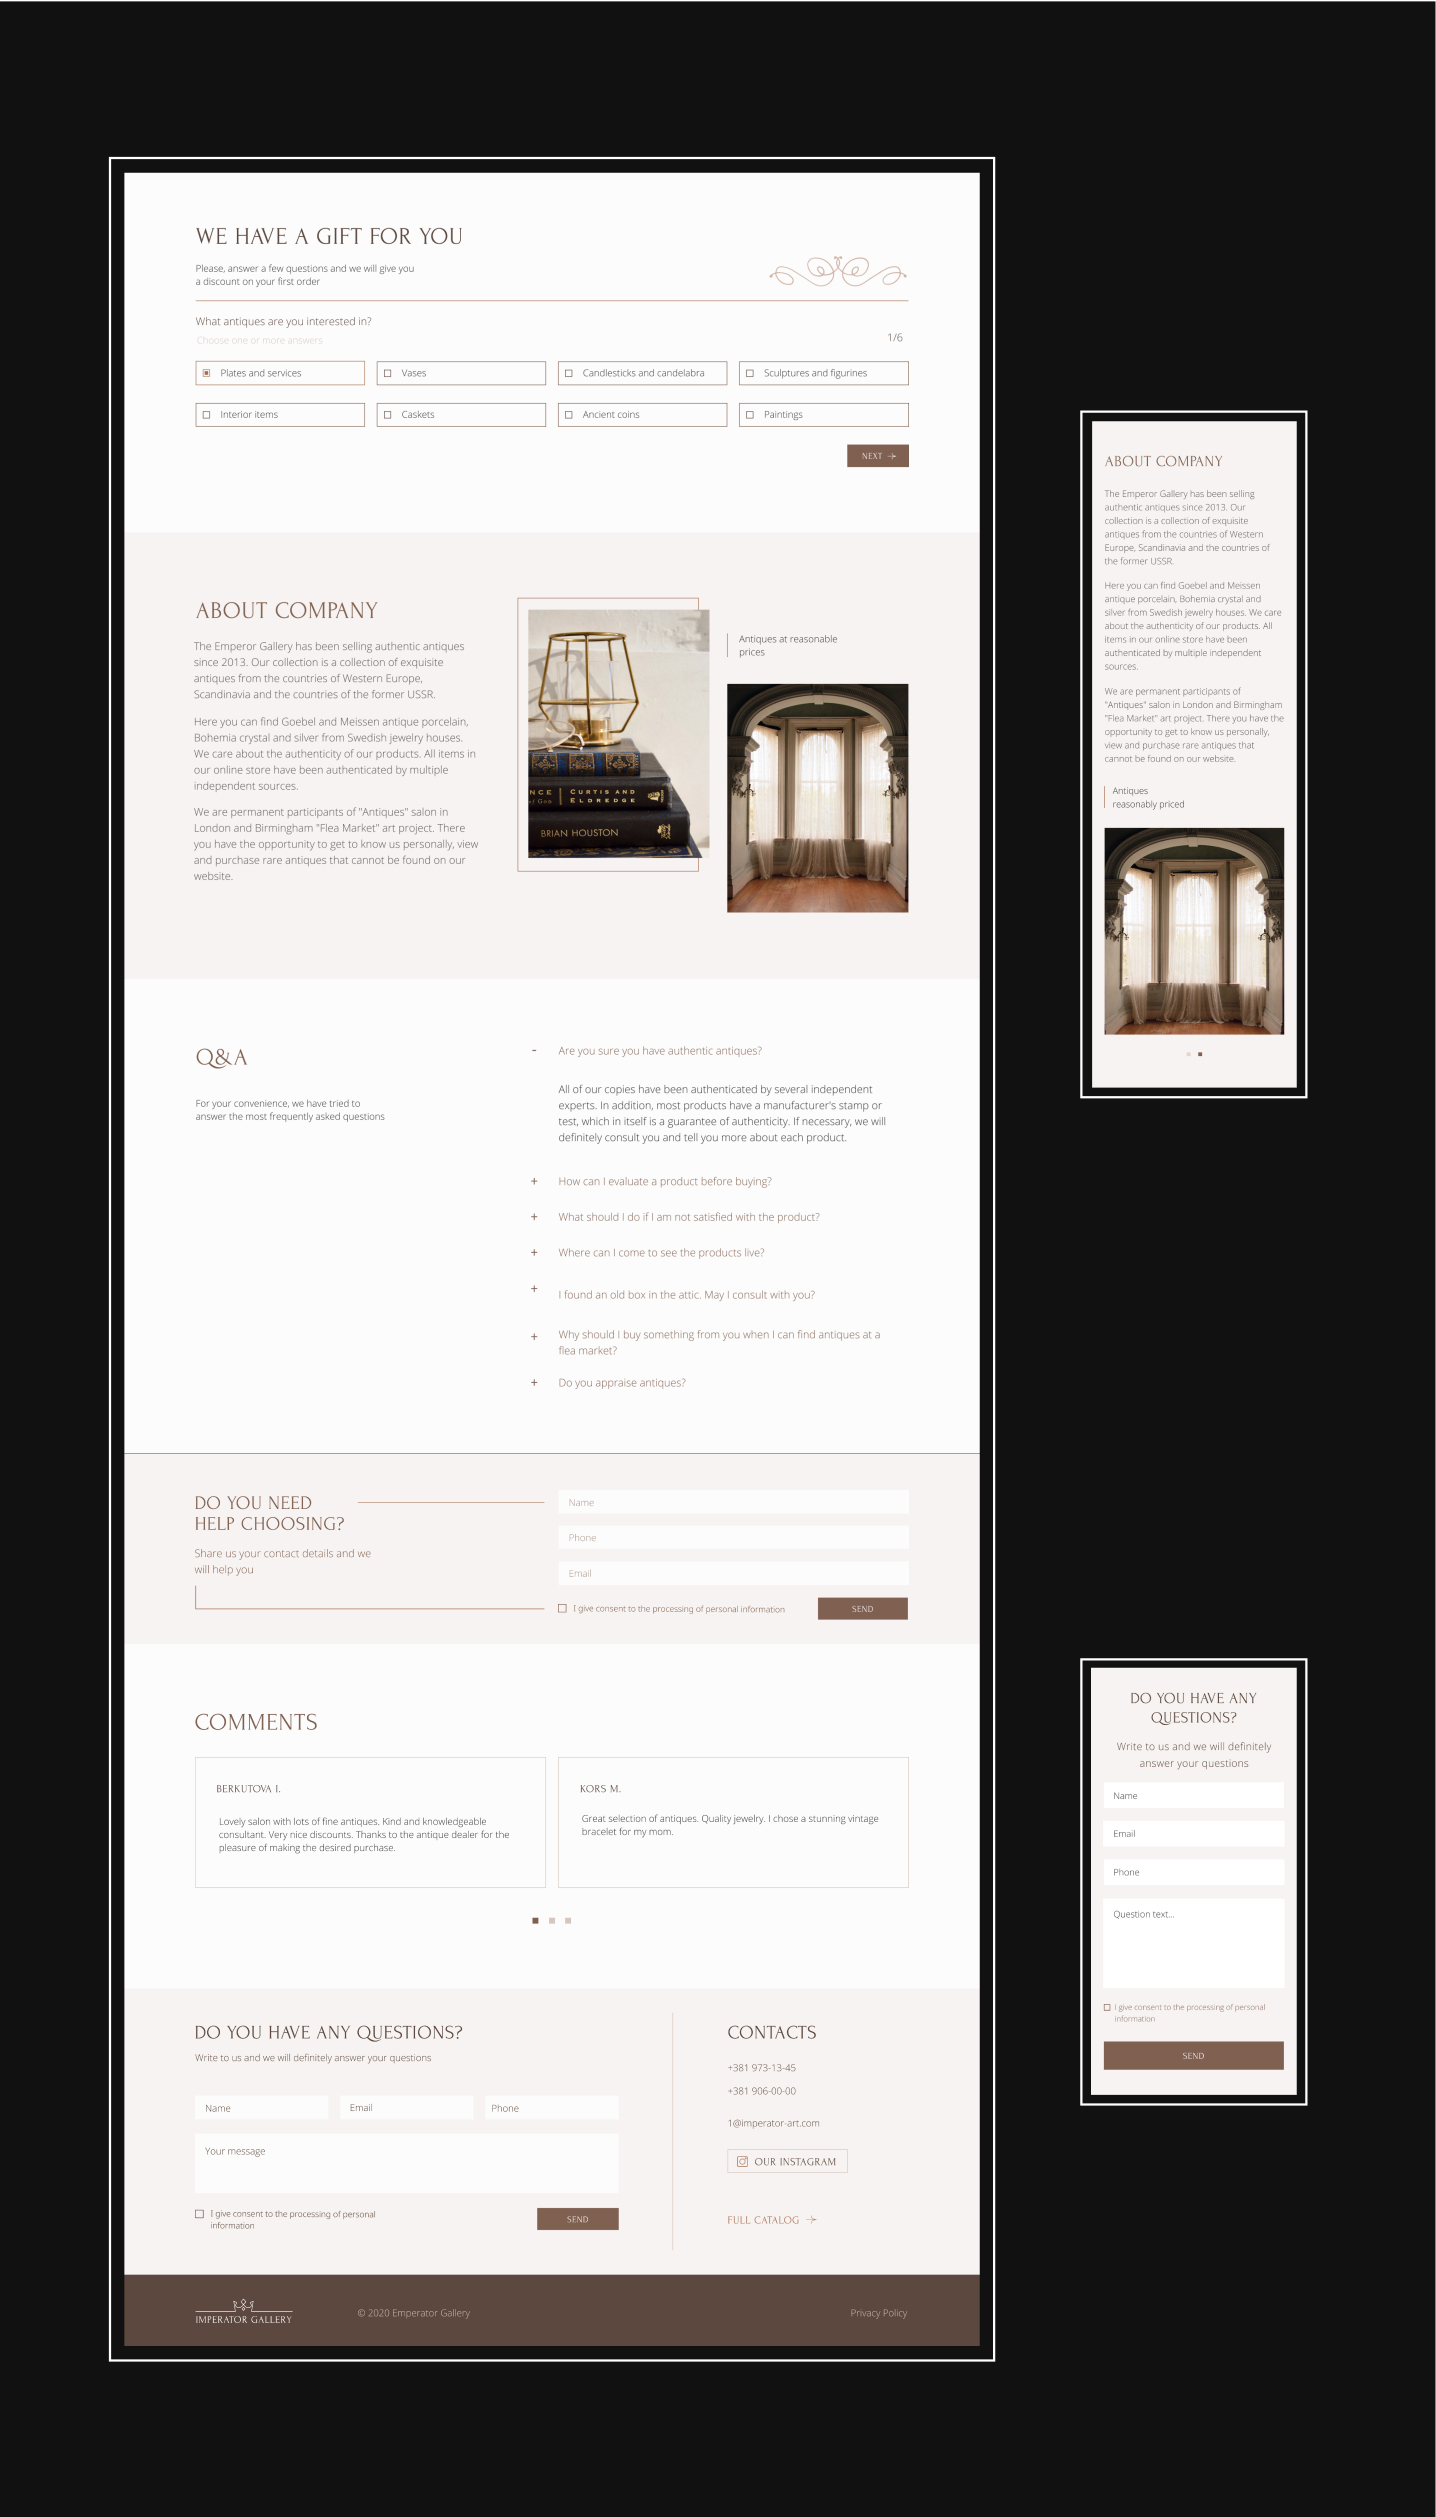 WE HAVE A GIFT FOR YOU
Please, answer a few questions and we will give you
a discount on your first order
What antiques are you interested in?
Choose one or more answers
1/6
Plates and services
Vases
Candlesticks and candelabra
Sculptures and figurines
Interior items
Caskets
Ancient coins
Paintings
NEXT
ABOUT COMPANY
The Emperor Gallery has been selling authentic antiques
since 2013. Our collection is a collection of exquisite
antiques from the countries of Western Europe,
Scandinavia and the countries of the former USSR.
Here you can find Goebel and Meissen antique porcelain,
Bohemia crystal and silver from Swedish jewelry houses.
We care about the authenticity of our products. All items in
our online store have been authenticated by multiple
independent sources.
We are permanent participants of "Antiques" salon in
London and Birmingham "Flea Market" art project. There
you have the opportunity to get to know us personally, view
and purchase rare antiques that cannot be found on our
website.
NCE
of God
CURTIS AND
ELDREDGE
BRIAN HOUSTON
Antiques at reasonable
prices
Q&A
For your convenience, we have tried to
answer the most frequently asked questions
- Are you sure you have authentic antiques?
All of our copies have been authenticated by several independent
experts. In addition, most products have a manufacturer's stamp or
test, which in itself is a guarantee of authenticity. If necessary, we will
definitely consult you and tell you more about each product.
+ How can I evaluate a product before buying?
+ What should I do if I am not satisfied with the product?
+ Where can I come to see the products live?
+ I found an old box in the attic. May I consult with you?
+ Why should I buy something from you when I can find antiques at a
flea market?
+ Do you appraise antiques?
DO YOU NEED
HELP CHOOSING?
Share us your contact details and we
will help you
Name
Phone
Email
I give consent to the processing of personal information
SEND
COMMENTS
BERKUTOVA I.
Lovely salon with lots of fine antiques. Kind and knowledgeable
consultant. Very nice discounts. Thanks to the antique dealer for the
pleasure of making the desired purchase.
KORS M.
Great selection of antiques. Quality jewelry. I chose a stunning vintage
bracelet for my mom.
DO YOU HAVE ANY QUESTIONS?
Write to us and we will definitely answer your questions
Name
Email
Phone
Your message
I give consent to the processing of personal
information
SEND
CONTACTS
+381 973-13-45
+381 906-00-00
1@imperator-art.com
OUR INSTAGRAM
FULL CATALOG
IMPERATOR GALLERY
© 2020 Emperator Gallery
Privacy Policy
ABOUT COMPANY
The Emperor Gallery has been selling
authentic antiques since 2013. Our
collection is a collection of exquisite
antiques from the countries of Western
Europe, Scandinavia and the countries of
the former USSR.
Here you can find Goebel and Meissen
antique porcelain, Bohemia crystal and
silver from Swedish jewelry houses. We care
about the authenticity of our products. All
items in our online store have been
authenticated by multiple independent
sources.
We are permanent participants of
"Antiques" salon in London and Birmingham
"Flea Market" art project. There you have the
opportunity to get to know us personally,
view and purchase rare antiques that
cannot be found on our website.
Antiques
reasonably priced
DO YOU HAVE ANY
QUESTIONS?
Write to us and we will definitely
answer your questions
Name
Email
Phone
Question text...
I give consent to the processing of personal
information
SEND